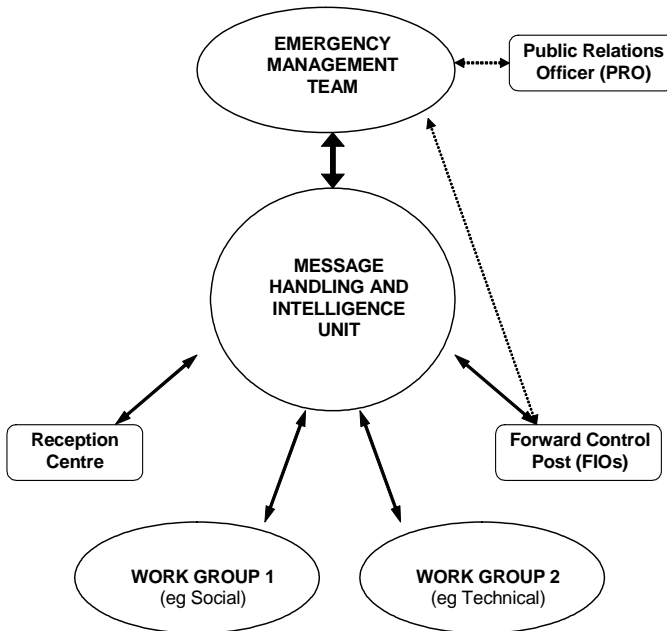 EMERGENCY
MANAGEMENT
TEAM
Public Relations
Officer (PRO)
MESSAGE
HANDLING AND
INTELLIGENCE
UNIT
Reception
Centre
Forward Control
Post (FIOs)
WORK GROUP 1
(eg Social)
WORK GROUP 2
(eg Technical)